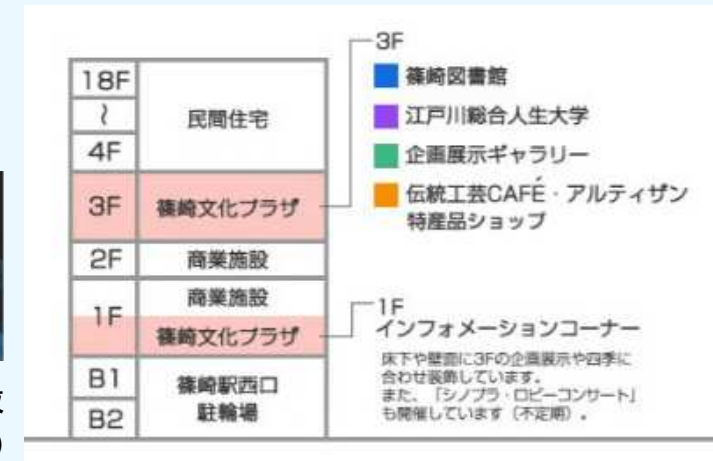 18F
〜
4F
民間住宅
3F
篠崎文化プラザ
2F
商業施設
1F
商業施設
篠崎文化プラザ
B1
B2
篠崎駅西口
駐輪場
3F
篠崎図書館
江戸川総合人生大学
企画展示ギャラリー
伝統工芸CAFÉ・アルティザン
特産品ショップ
1F
インフォメーションコーナー
床下や壁面に3Fの企画展示や四季に
合わせ装飾しています。
また、「シノプラ・ロビーコンサート」
も開催しています（不定期）。
）